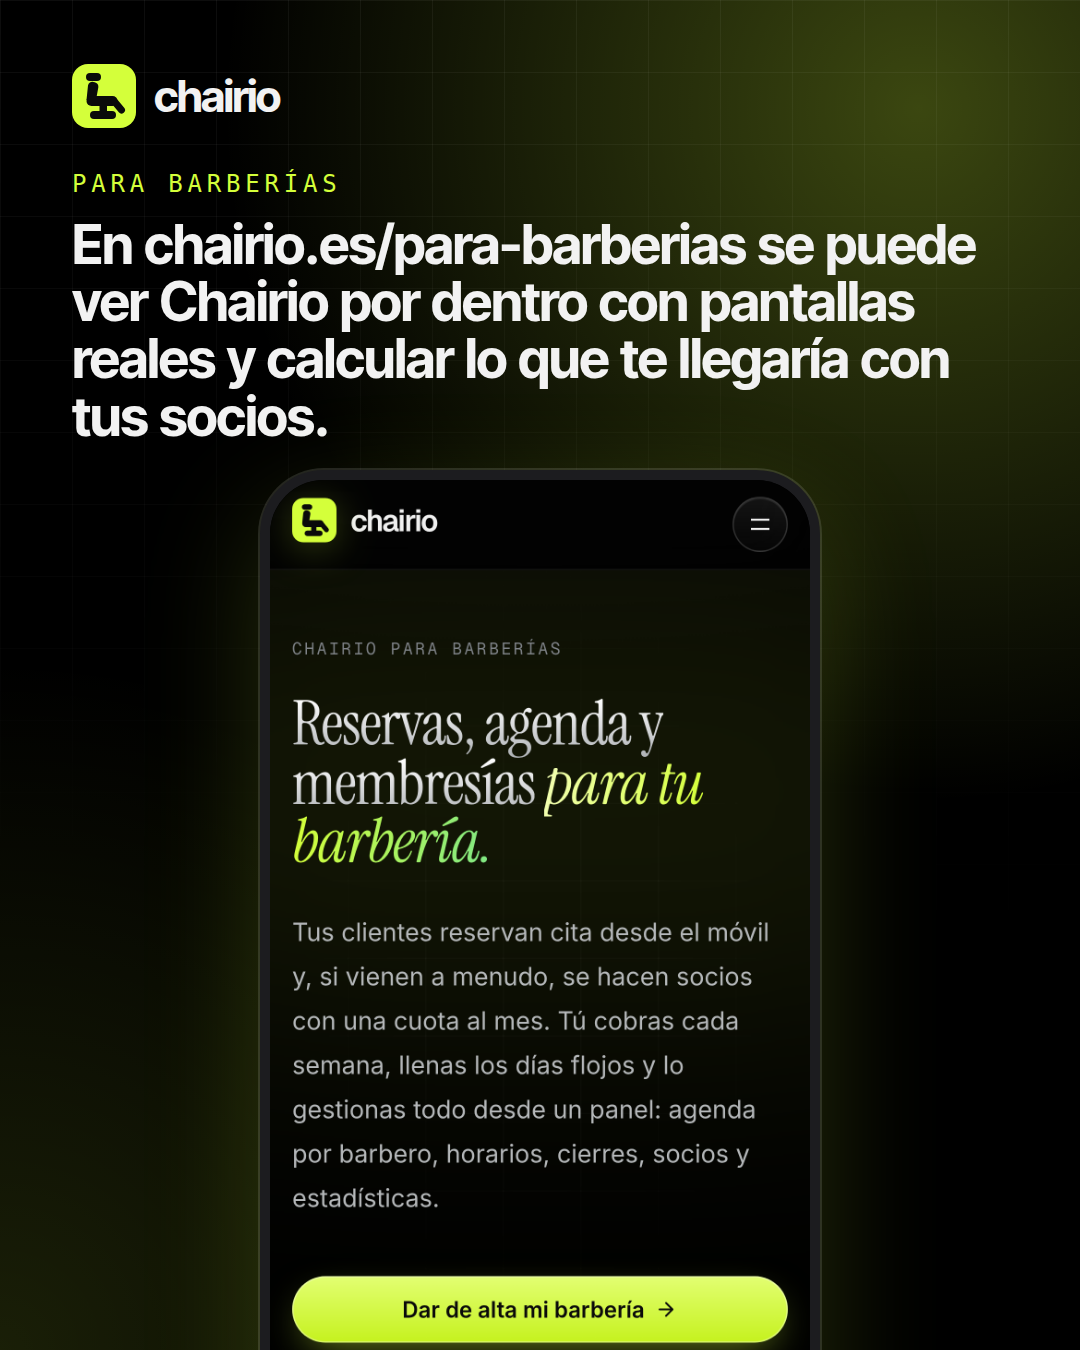 chairio
PARA BARBERÍAS
En chairio.es/para-barberias se puede
ver Chairio por dentro con pantallas
reales y calcular lo que te llegaría con
tus socios.
chairio
CHAIRIO PARA BARBERÍAS
Reservas, agenda y
membresías para tu
barbería.
Tus clientes reservan cita desde el móvil
y, si vienen a menudo, se hacen socios
con una cuota al mes. Tú cobras cada
semana, llenas los días flojos y lo
gestionas todo desde un panel: agenda
por barbero, horarios, cierres, socios y
estadísticas.
Dar de alta mi barbería →